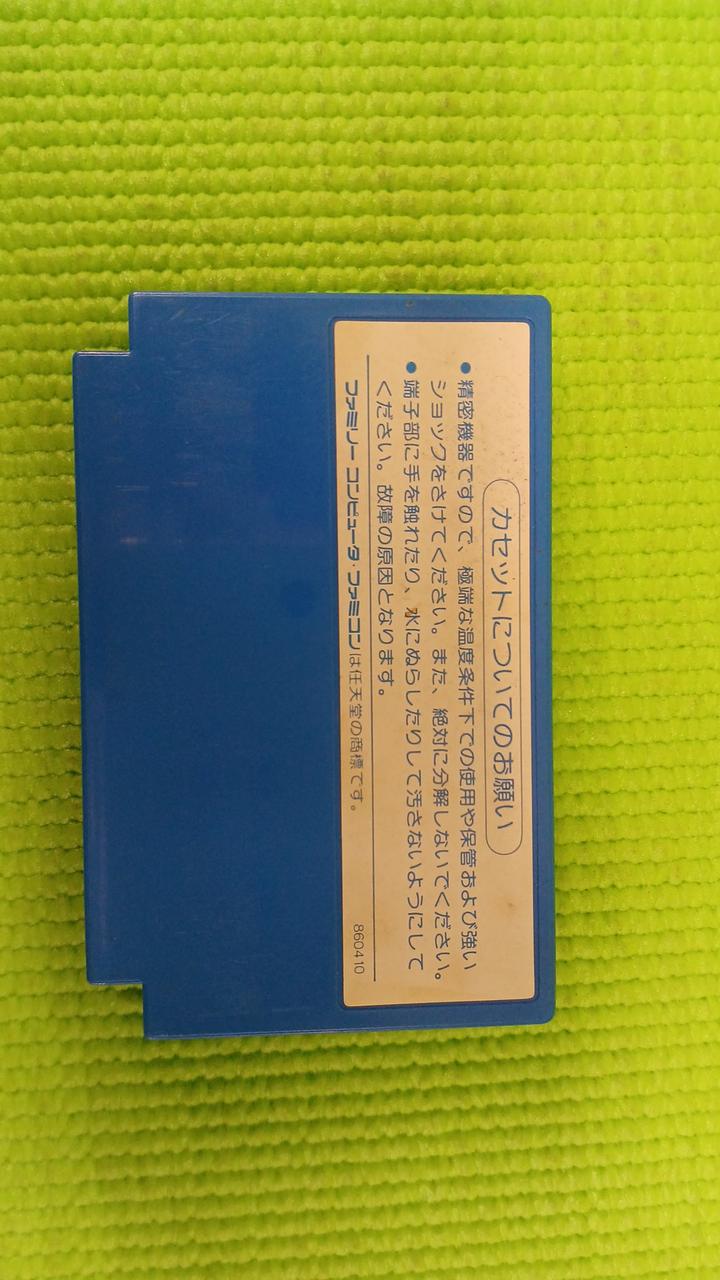 カセットについてのお願い
●精密機器ですので、極端な温度条件下での使用や保管および強い
ショックをさけてください。また、絶対に分解しないでください。
●端子部に手を触れたり、水にぬらしたりして汚さないようにして
ください。故障の原因となります。
ファミリーコンピュータ・ファミコンは任天堂の商標です。
860410